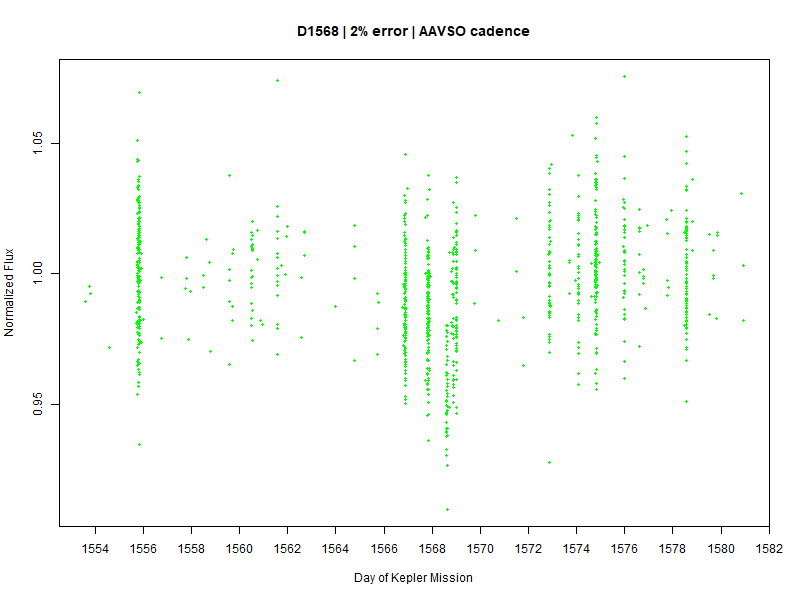 D1568 | 2% error | AAVSO cadence
Normalized Flux
1.05
1.00
0.95
1554 1556 1558 1560 1562 1564 1566 1568 1570 1572 1574 1576 1578 1580 1582
Day of Kepler Mission